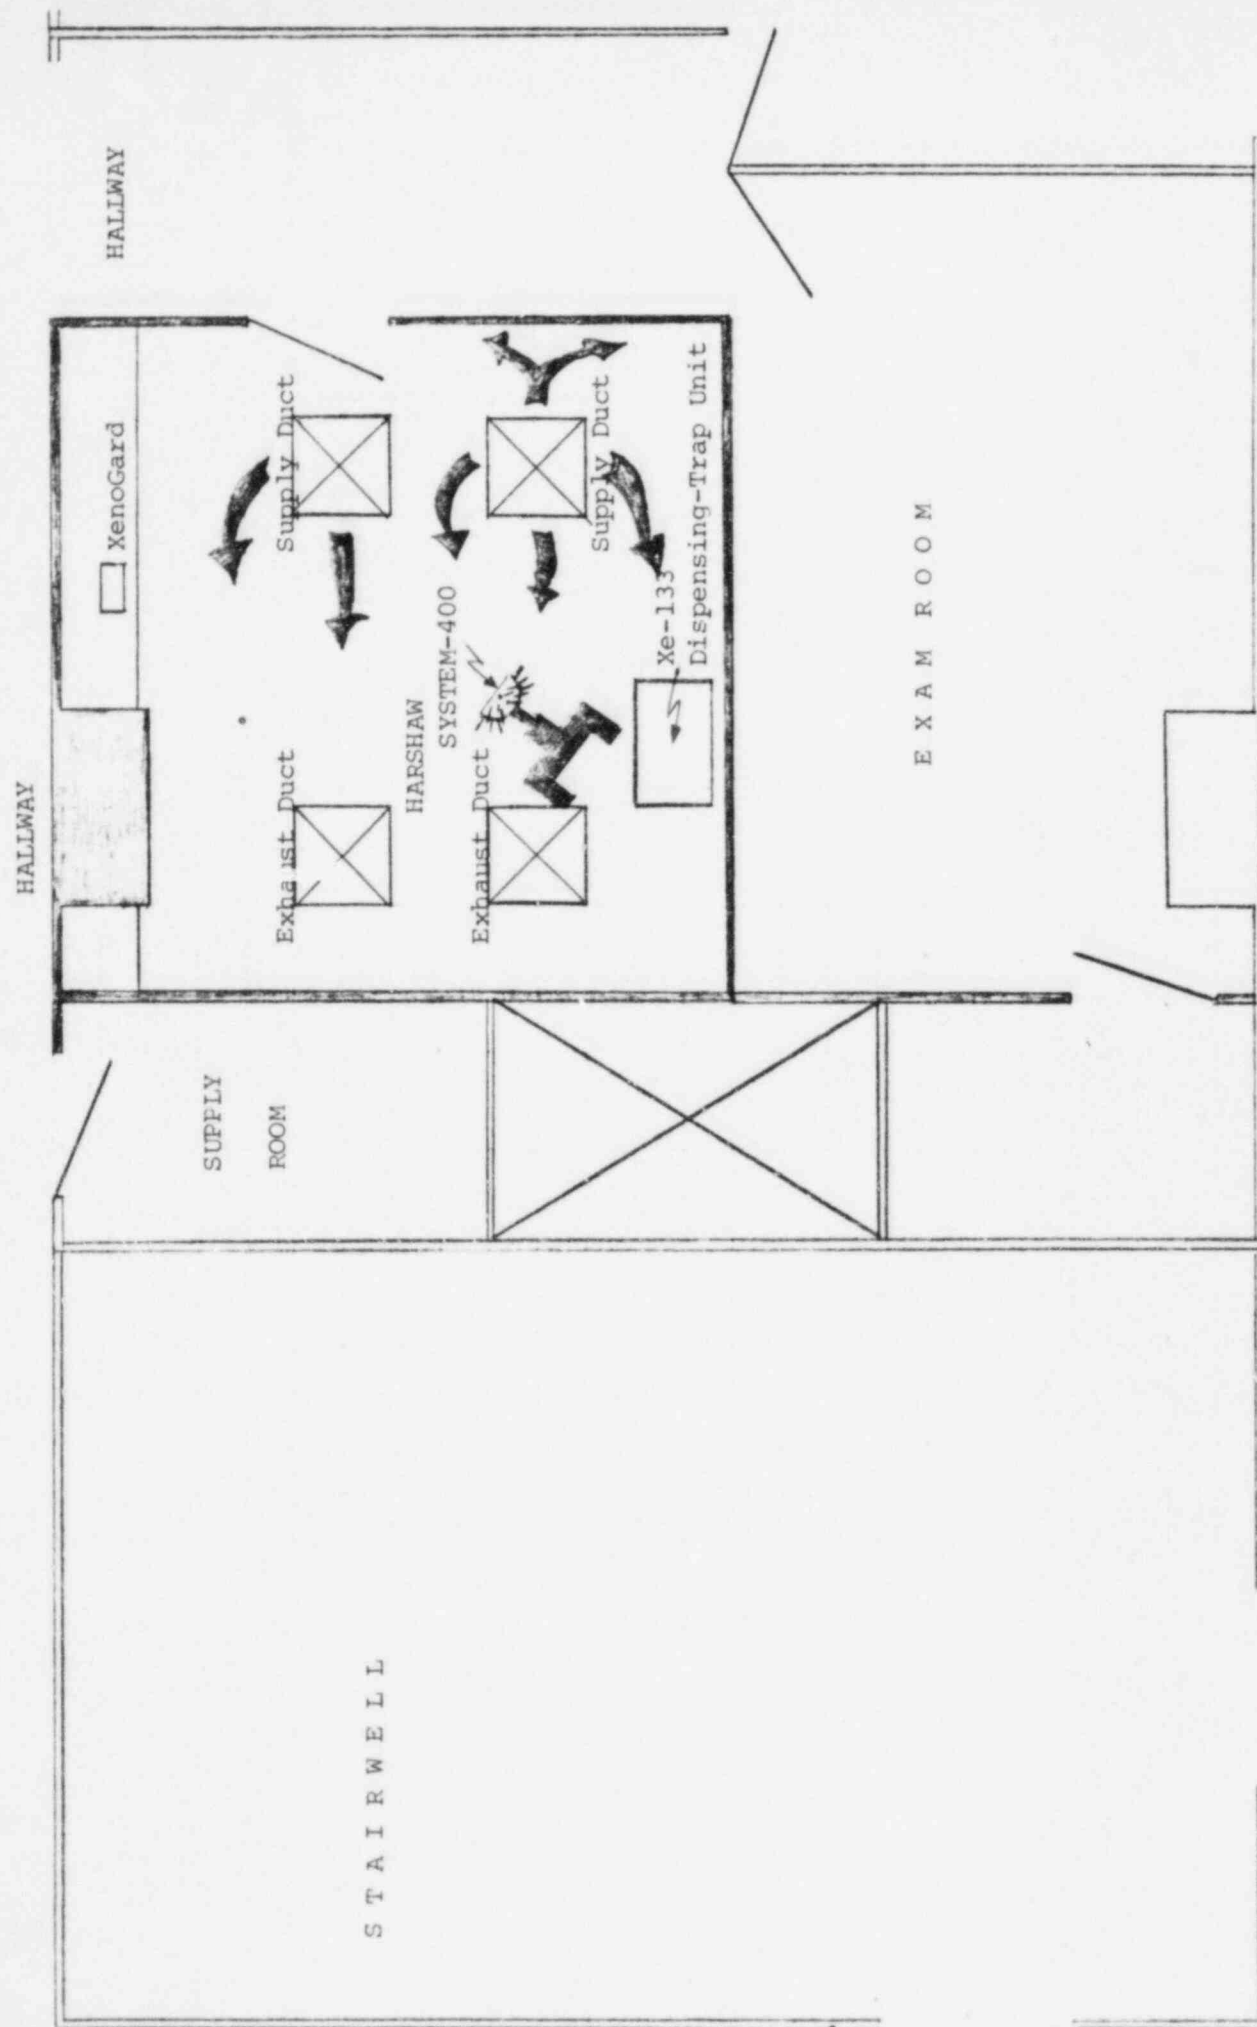 HALLWAY
HALLWAY
XenoGard
Supply Duct
Exhaust Duct
HARSHAW
SYSTEM-400
Supply Duct
Exhaust Duct
Xe-133
Dispensing-Trap Unit
SUPPLY
ROOM
EXAM ROOM
STAIRWELL